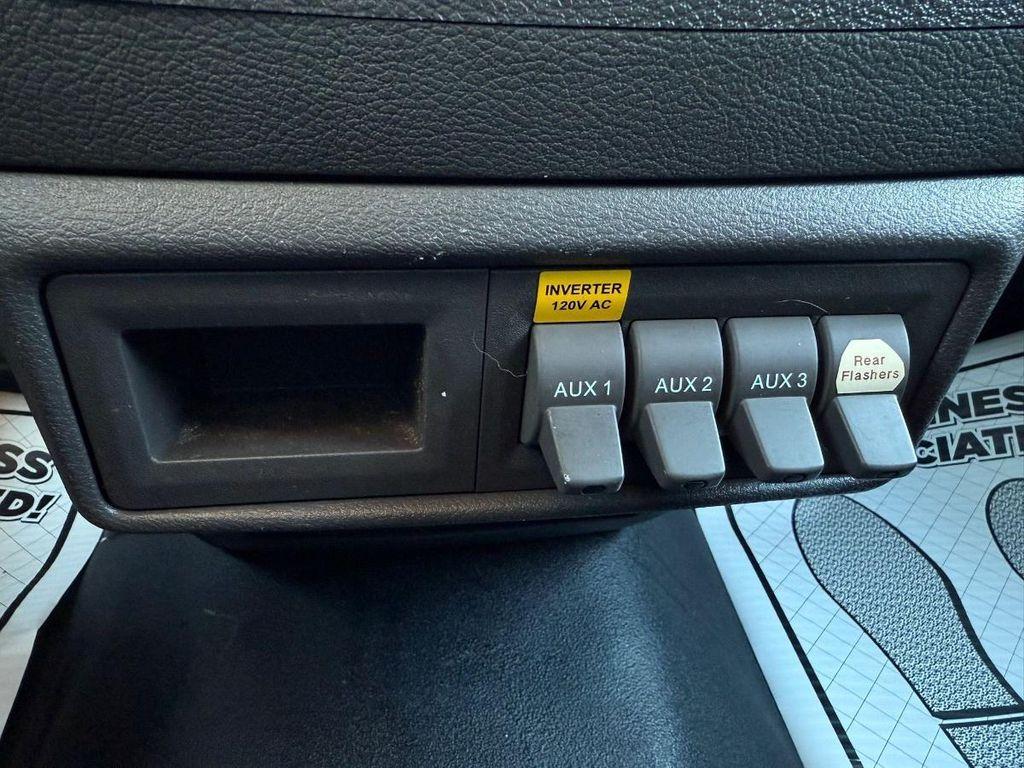 INVERTER
120V AC
AUX 1
AUX 2
AUX 3
Rear
Flashers